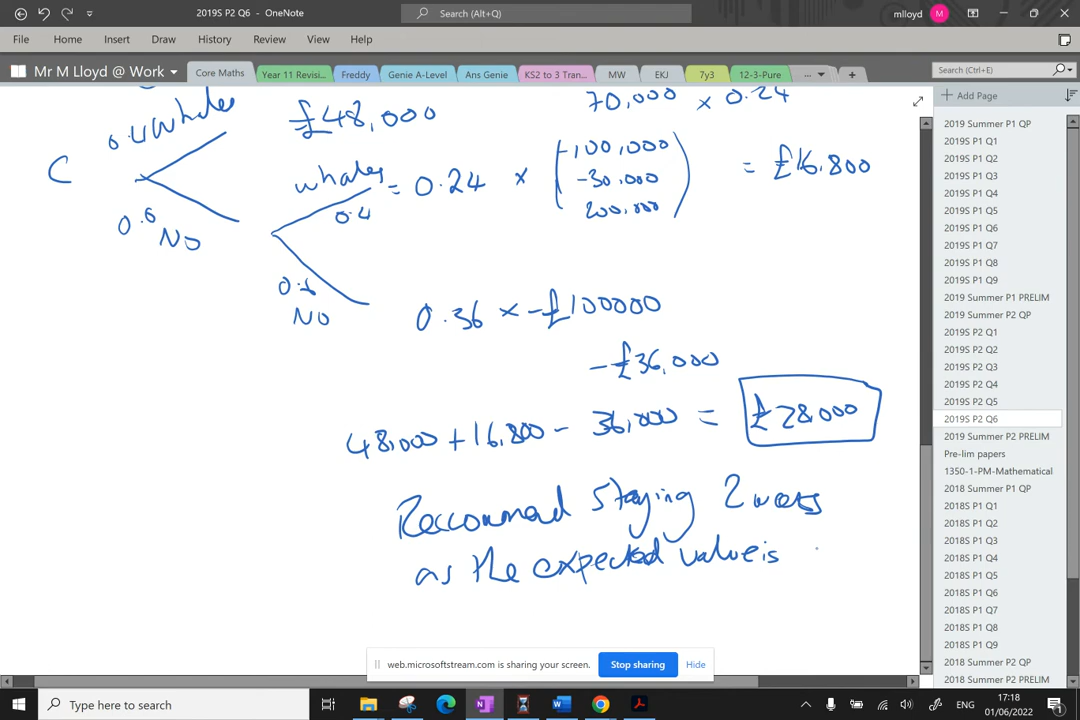 2019S P2 Q6 - OneNote
Search (Alt+Q)
mlloyd
M
File Home Insert Draw History Review View Help
Mr M Lloyd @ Work
Core Maths
Year 11 Revisi...
Freddy
Genie A-Level
Ans Genie
KS2 to 3 Tran...
MW
EKJ
7y3
12-3-Pure
...
+
Search (Ctrl+E)
Add Page
2019 Summer P1 QP
2019S P1 Q1
2019S P1 Q2
2019S P1 Q3
2019S P1 Q4
2019S P1 Q5
2019S P1 Q6
2019S P1 Q7
2019S P1 Q8
2019S P1 Q9
2019 Summer P1 PRELIM
2019 Summer P2 QP
2019S P2 Q1
2019S P2 Q2
2019S P2 Q3
2019S P2 Q4
2019S P2 Q5
2019S P2 Q6
2019 Summer P2 PRELIM
Pre-lim papers
1350-1-PM-Mathematical
2018 Summer P1 QP
2018S P1 Q1
2018S P1 Q2
2018S P1 Q3
2018S P1 Q4
2018S P1 Q5
2018S P1 Q6
2018S P1 Q7
2018S P1 Q8
2018S P1 Q9
2018 Summer P2 QP
2018 Summer P2 PRELIM
0.4 Whales £48,000 70,000 × 0.24
C
whales = 0.24 × (-100,000
-30,000
200,000) = £16,800
0.4
0.6
No
0.6
No
0.36 × -£100000
-£36,000
48,000 + 16,800 - 36,000 = £28,000
Reccommend Staying 2
as the expected value is
web.microsoftstream.com is sharing your screen.
Stop sharing
Hide
Type here to search
ENG
17:18
01/06/2022
1